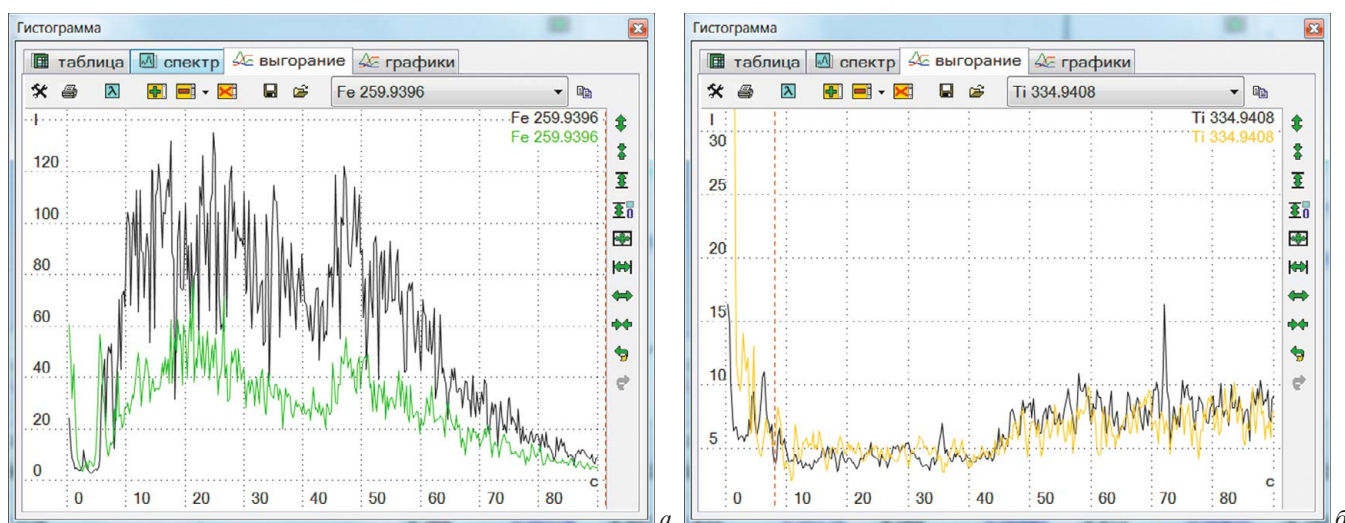 Гистограмма
таблица спектр выгорание графики
λ Fe 259.9396
I Fe 259.9396
Fe 259.9396
120
100
80
60
40
20
0
с
0 10 20 30 40 50 60 70 80
а
Гистограмма
таблица спектр выгорание графики
λ Ti 334.9408
I Ti 334.9408
Ti 334.9408
30
25
20
15
10
5
с
0 10 20 30 40 50 60 70 80
б